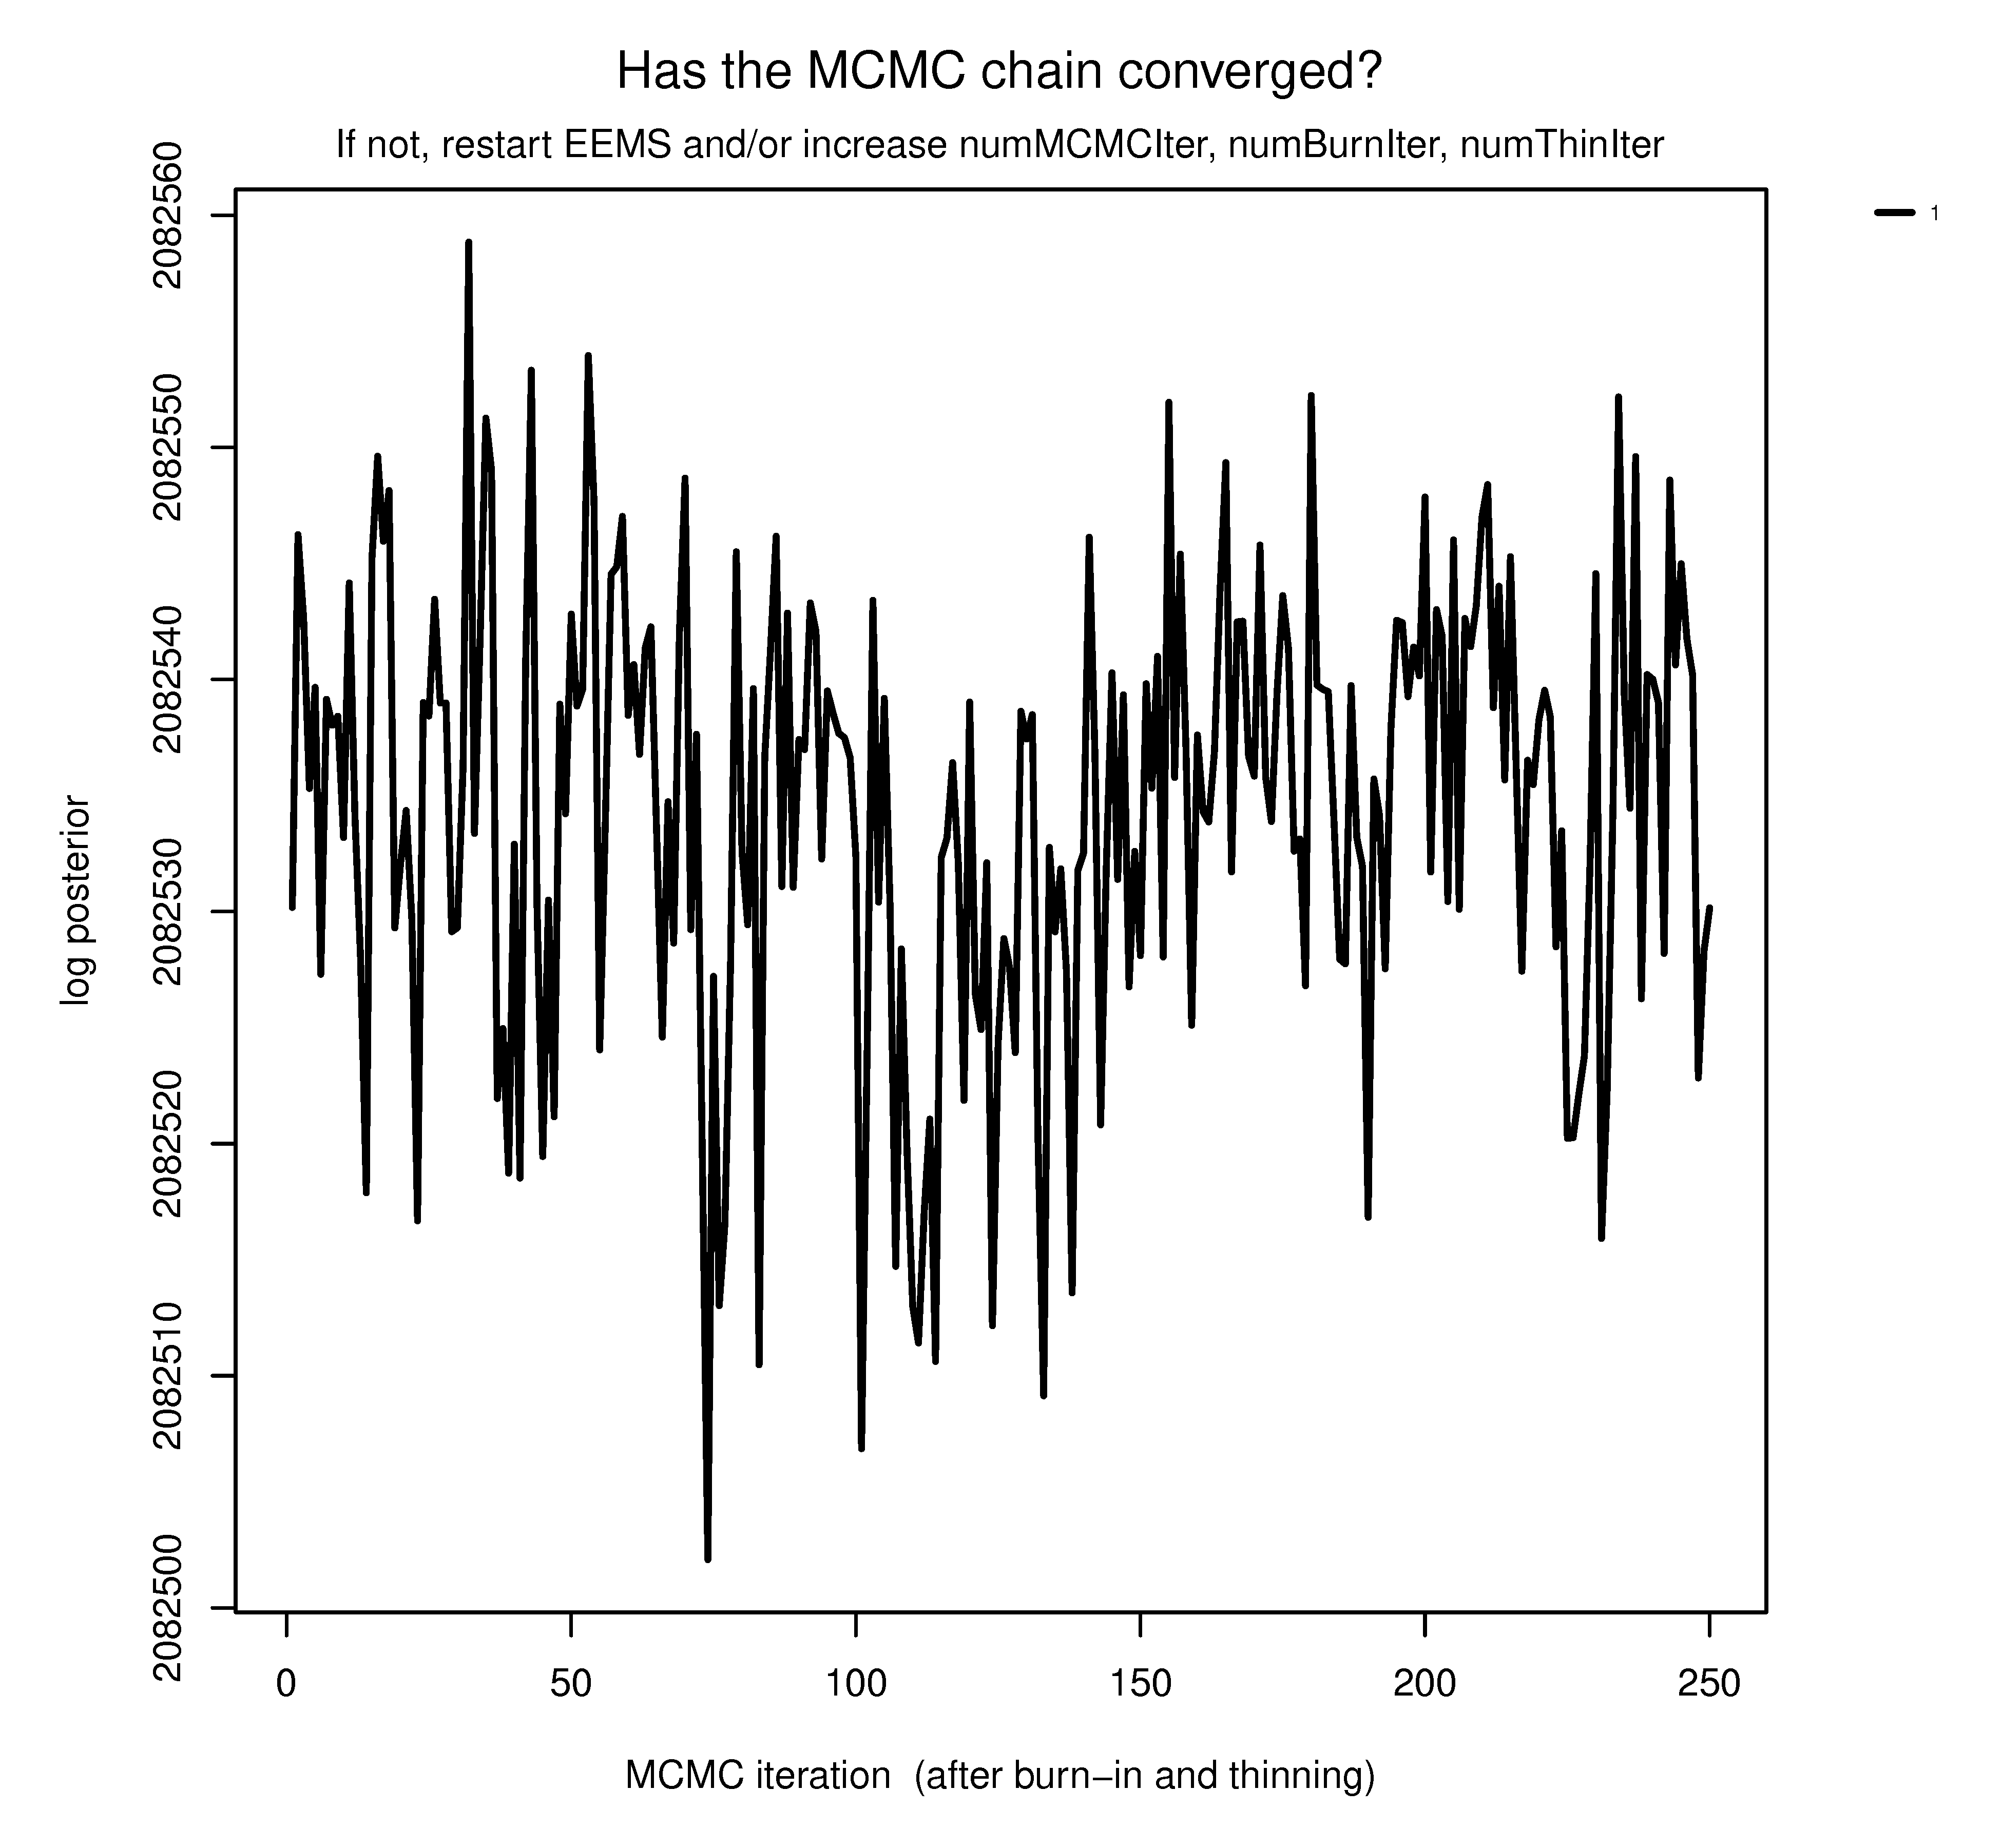 Has the MCMC chain converged?
If not, restart EEMS and/or increase numMCMCIter, numBurnIter, numThinIter
1
2082560
2082550
2082540
2082530
2082520
2082510
2082500
log posterior
0 50 100 150 200 250
MCMC iteration (after burn−in and thinning)